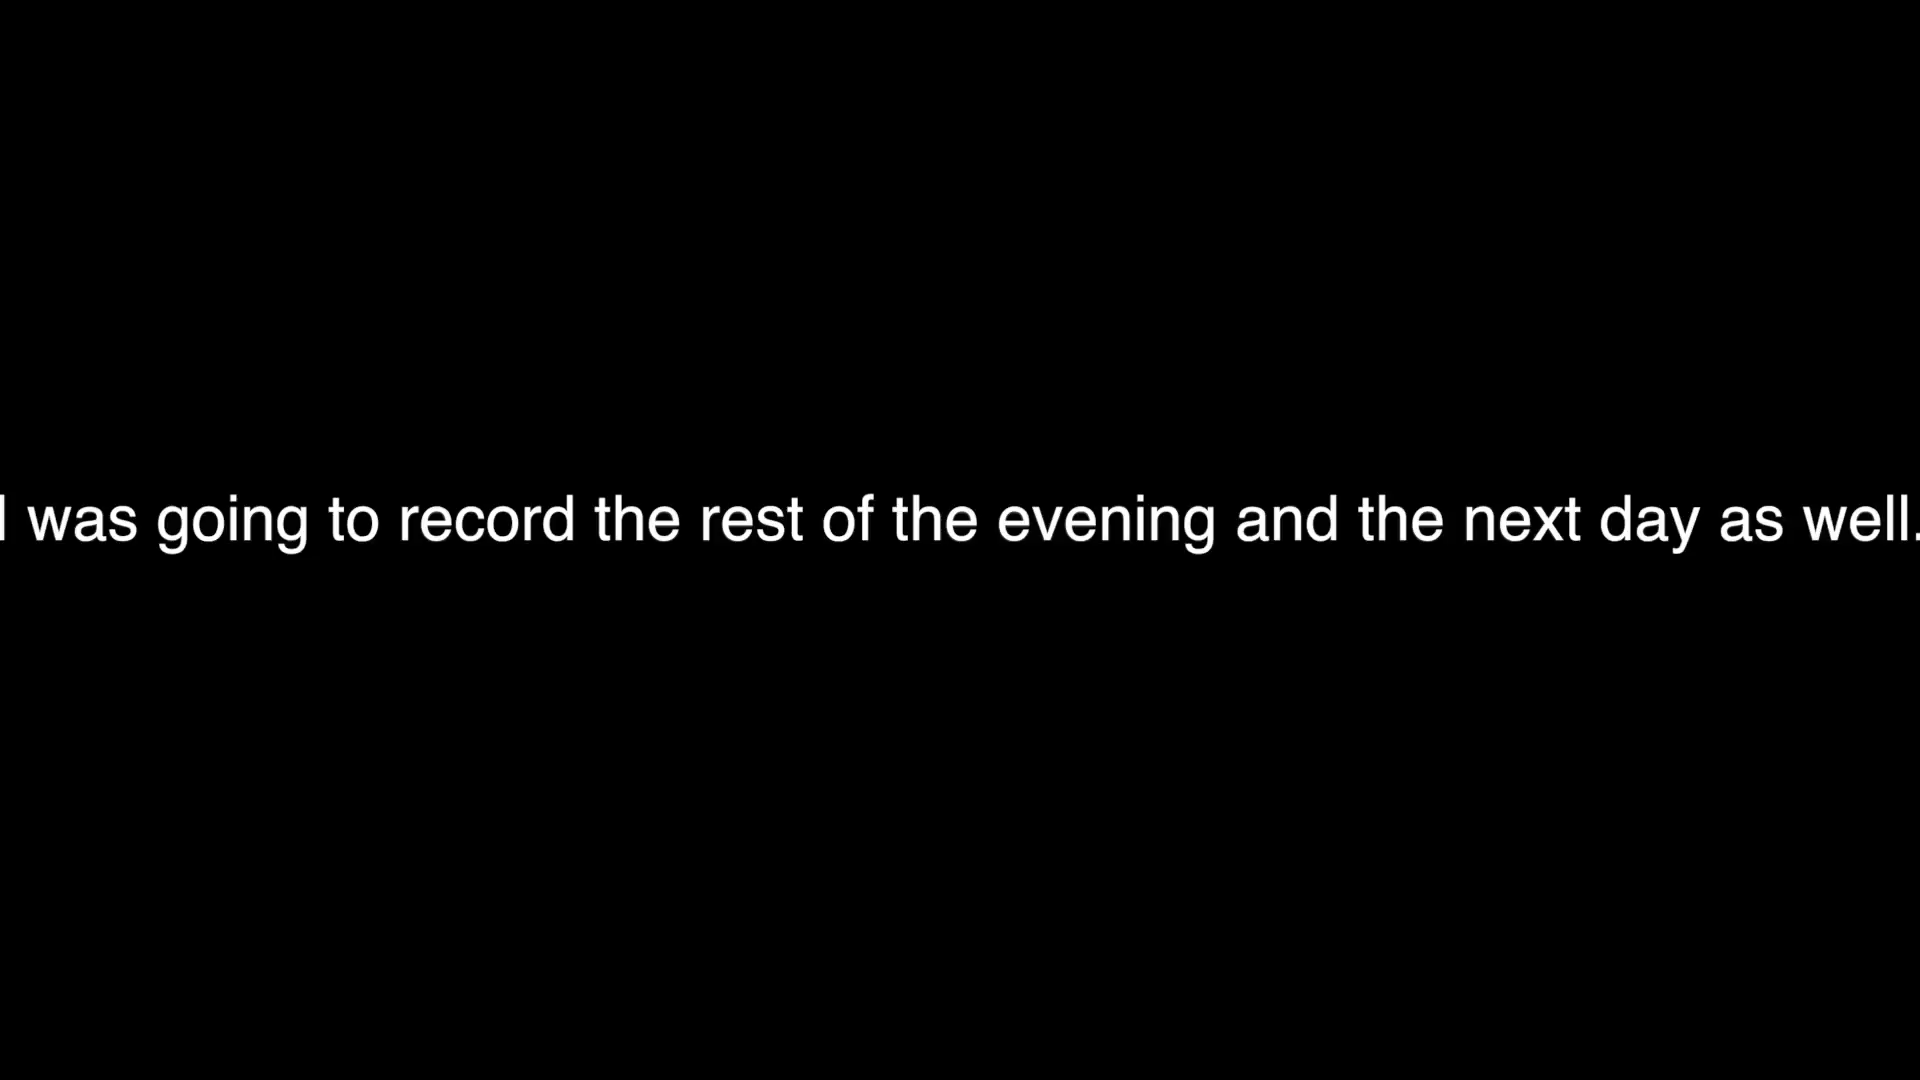 I was going to record the rest of the evening and the next day as well.